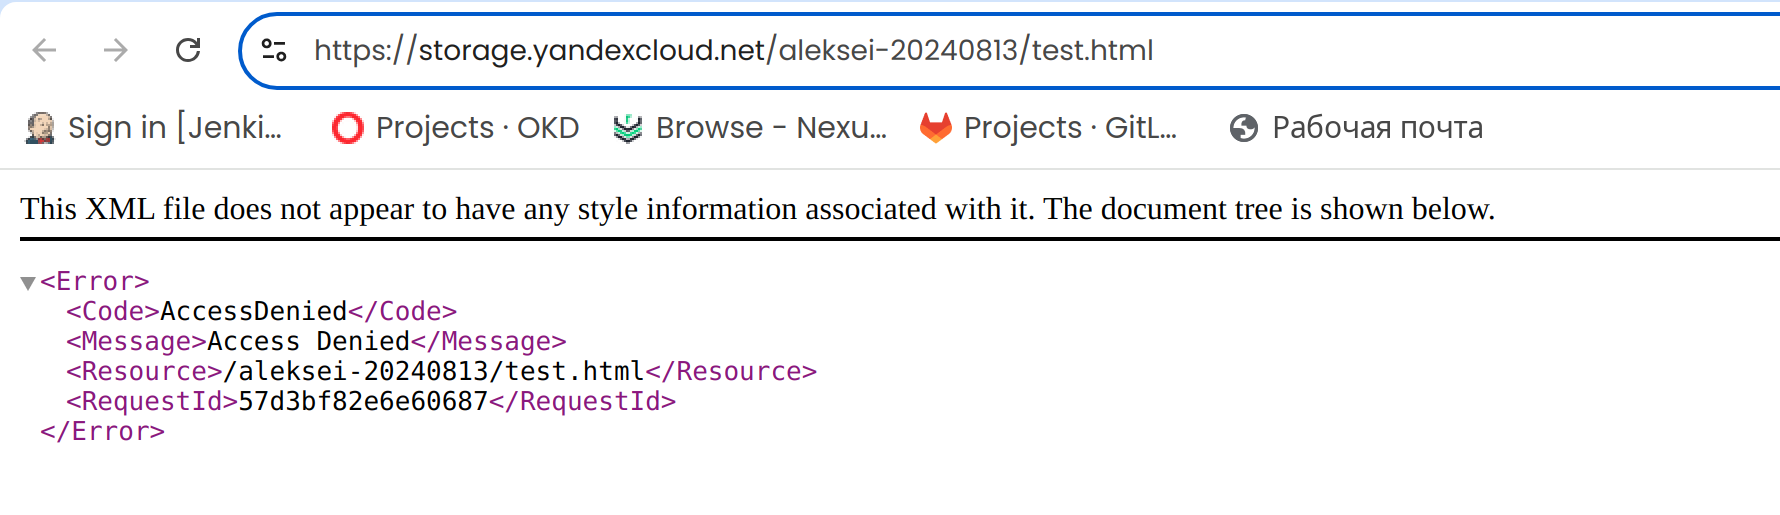 https://storage.yandexcloud.net/aleksei-20240813/test.html
Sign in [Jenki... Projects · OKD Browse - Nexu... Projects · GitL... Рабочая почта
This XML file does not appear to have any style information associated with it. The document tree is shown below.
<Error>
<Code>AccessDenied</Code>
<Message>Access Denied</Message>
<Resource>/aleksei-20240813/test.html</Resource>
<RequestId>57d3bf82e6e60687</RequestId>
</Error>